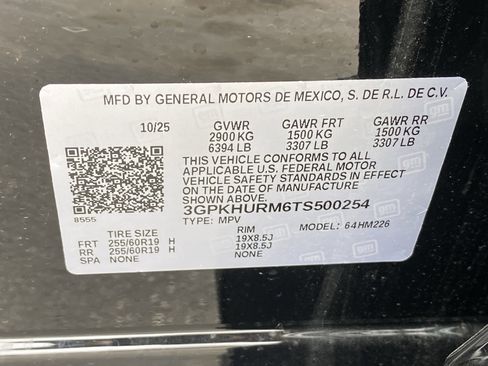 MFD BY GENERAL MOTORS DE MEXICO, S. DE R.L. DE C.V.
10/25 GVWR GAWR FRT GAWR RR
2900 KG 1500 KG 1500 KG
6394 LB 3307 LB 3307 LB
THIS VEHICLE CONFORMS TO ALL
APPLICABLE U.S. FEDERAL MOTOR
VEHICLE SAFETY STANDARDS IN EFFECT
ON THE DATE OF MANUFACTURE
SHOWN ABOVE.
3GPKHURM6TS500254
8555
TYPE: MPV MODEL: 64HM226
TIRE SIZE RIM
FRT 255/60R19 H 19X8.5J
RR 255/60R19 H 19X8.5J
SPA NONE NONE